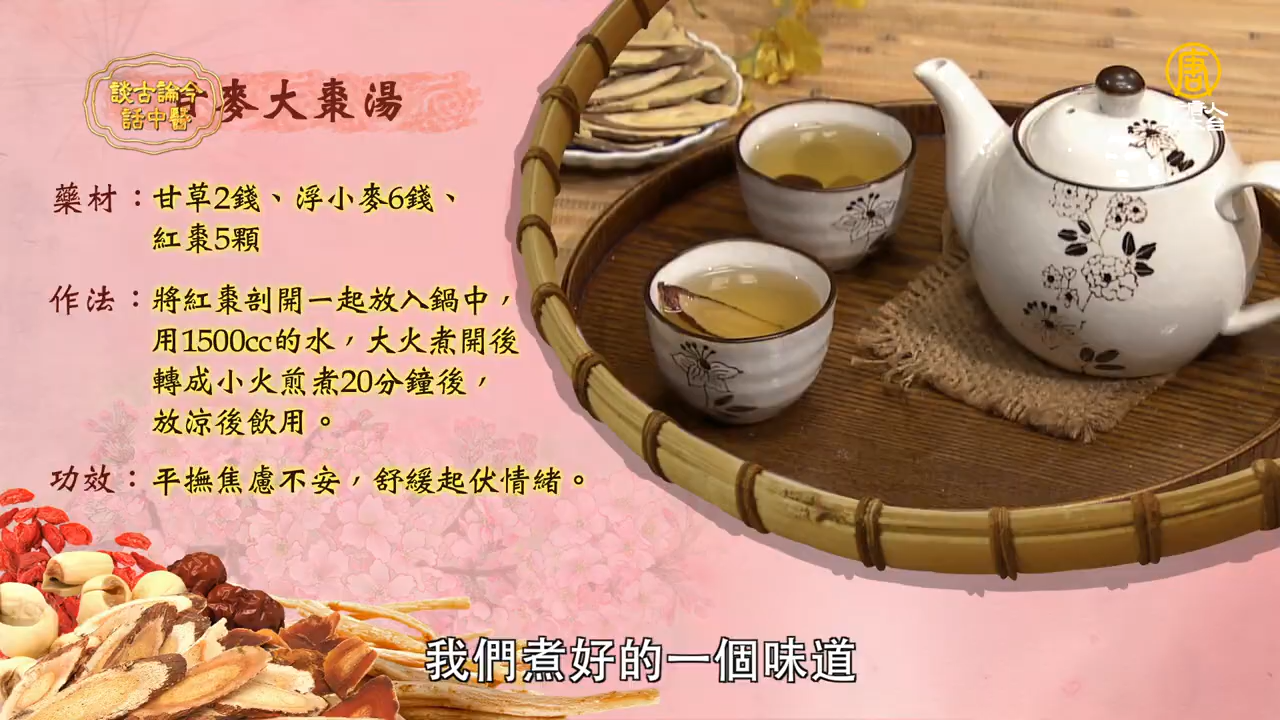 談古論今
話中醫
麥大棗湯
藥材：甘草2錢、浮小麥6錢、
紅棗5顆
作法：將紅棗剖開一起放入鍋中，
用1500cc的水，大火煮開後
轉成小火煎煮20分鐘後，
放涼後飲用。
功效：平撫焦慮不安，舒緩起伏情緒。
唐
我們煮好的一個味道